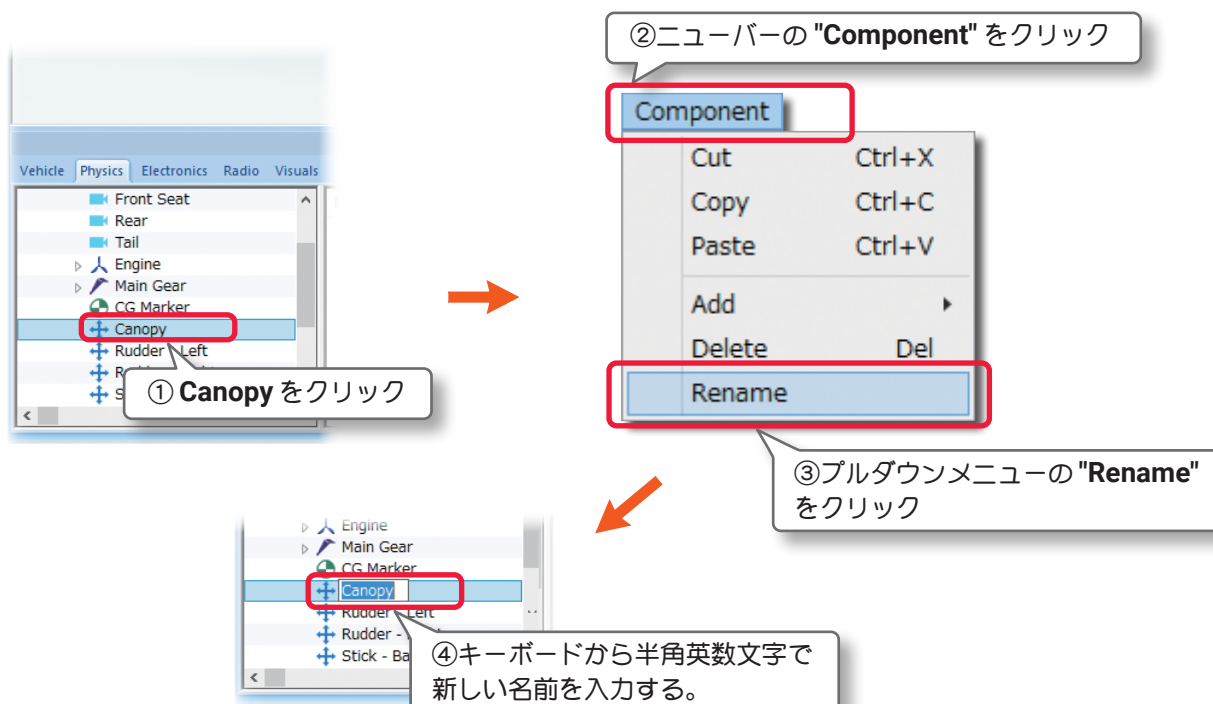 ②ニューバーの "Component" をクリック
Component
Cut Ctrl+X
Copy Ctrl+C
Paste Ctrl+V
Add
Delete Del
Rename
Vehicle Physics Electronics Radio Visuals
Front Seat
Rear
Tail
Engine
Main Gear
CG Marker
Canopy
Rudder - Left
① Canopy をクリック
③プルダウンメニューの "Rename"
をクリック
Engine
Main Gear
CG Marker
Canopy
Rudder - Left
Rudder -
Stick - Ba
④キーボードから半角英数文字で
新しい名前を入力する。